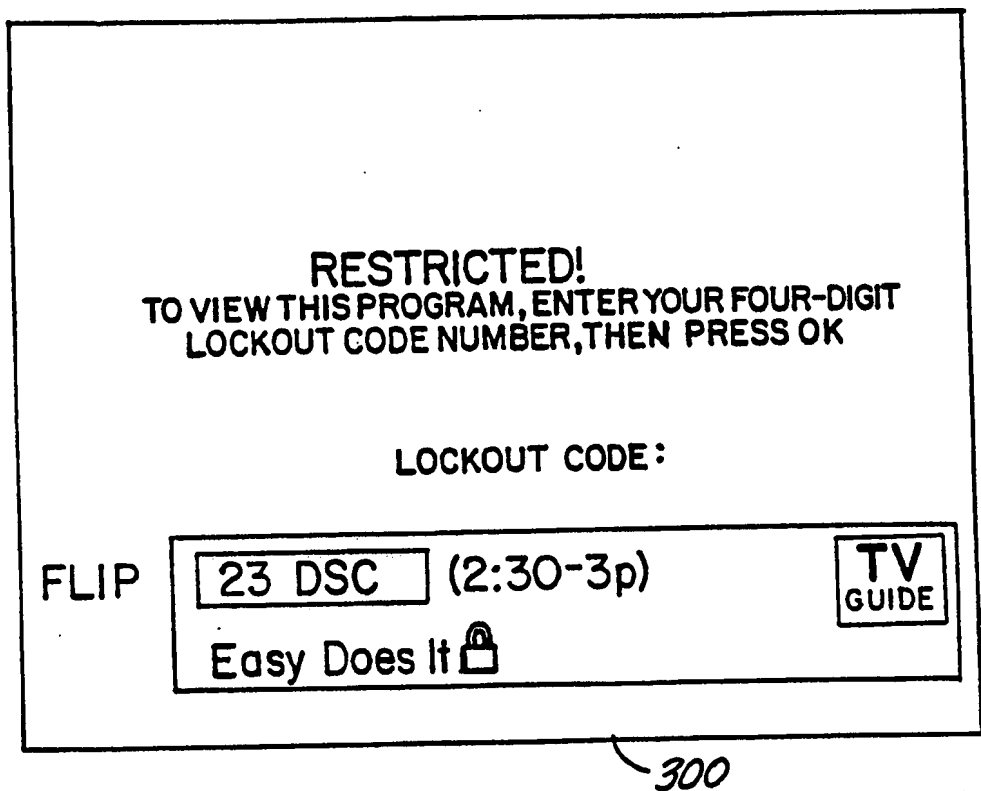 RESTRICTED!
TO VIEW THIS PROGRAM, ENTER YOUR FOUR-DIGIT
LOCKOUT CODE NUMBER, THEN PRESS OK
LOCKOUT CODE:
FLIP
23 DSC (2:30-3p)
TV
GUIDE
Easy Does It
300